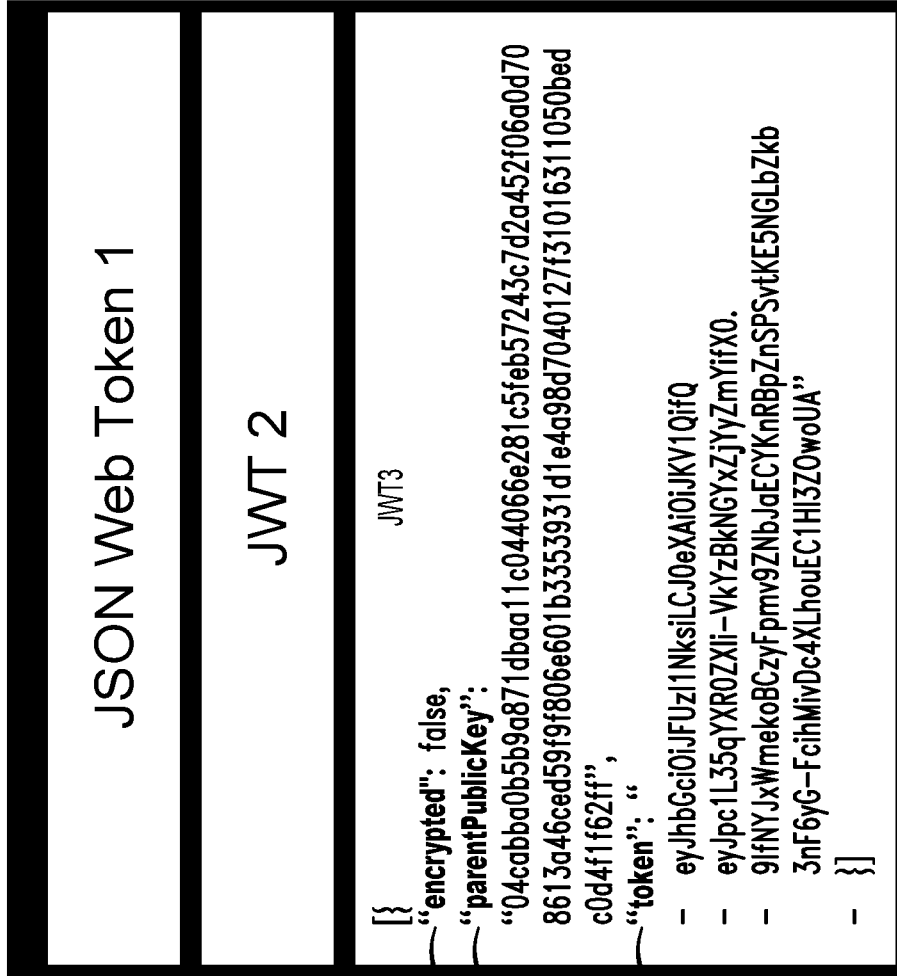 JSON Web Token 1
JWT 2
JWT3
[{
“encrypted": false,
“parentPublicKey”:
“04cabba0b5b9a871dbaa11c044066e281c5feb57243c7d2a452f06a0d70
8613a46ced59f9f806e601b3353931d1e4a98d7040127f31016311050bed
c0d4f1f62ff”,
“token”: “
- eyJhbGciOiJFUzI1NksiLCJ0eXAiOiJKV1QifQ
- eyJpc1L35qYXR0ZXIi-VkYzBkNGYxZjYyZmYifX0.
- 9IfNYJxWmekoBCzyFpmv9ZNbJaECYKnRBpZnSPSvtKE5NGLbZkb
3nF6yG-FcihMivDc4XLhouEC1HI3ZOwoUA”
- }]